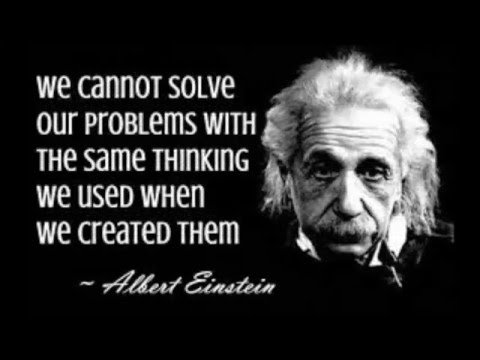 We cannot solve
our problems with
the same thinking
we used when
we created them
~ Albert Einstein